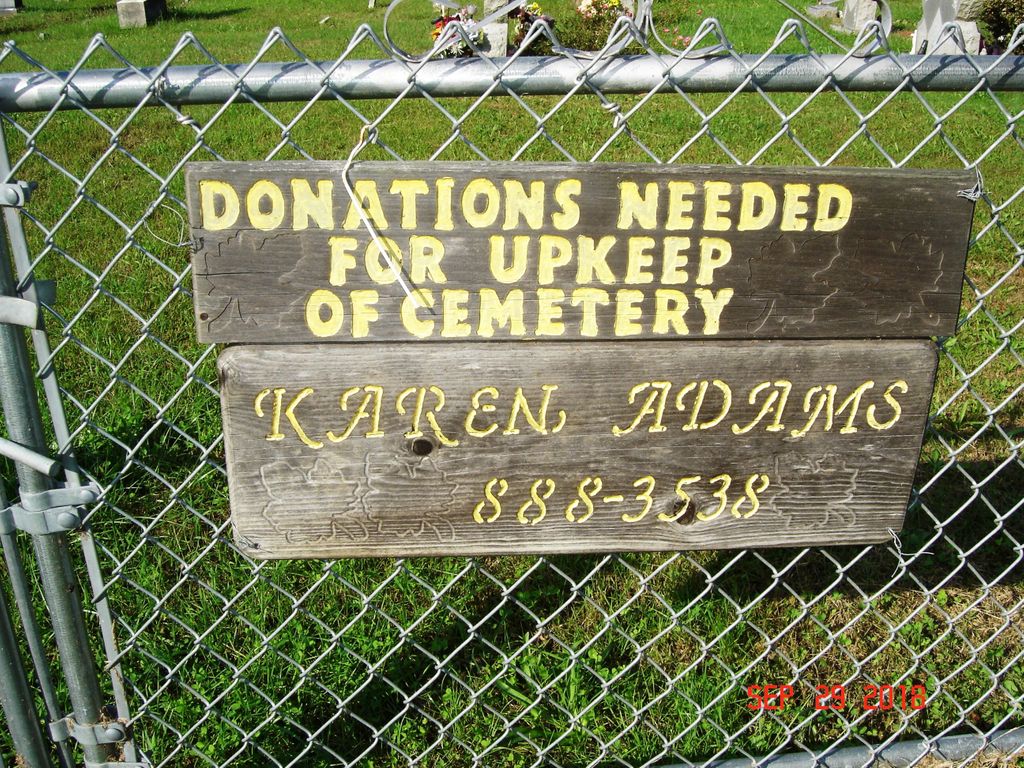 DONATIONS NEEDED
FOR UPKEEP
OF CEMETERY
KAREN ADAMS
888-3538
SEP 29 2018